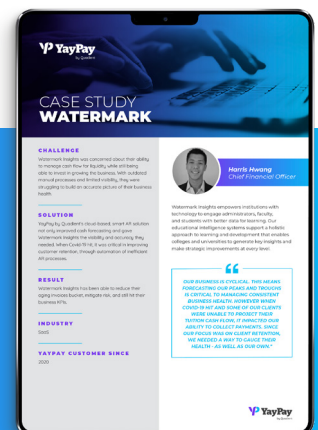 YayPay
by Quadient
CASE STUDY
WATERMARK
CHALLENGE
Watermark Insights was concerned about their ability
to manage cash flow for liquidity while still being
able to invest in growing the business. With outdated
manual processes and limited visibility, they were
struggling to build an accurate picture of their business
health.
SOLUTION
YayPay by Quadient's cloud-based, smart AR solution
not only improved cash forecasting and gave
Watermark Insights the visibility and accuracy they
needed. When Covid-19 hit, it was critical in improving
customer retention, through automation of inefficient
AR processes.
RESULT
Watermark Insights has been able to reduce their
aging invoices bucket, mitigate risk, and still hit their
business KPIs.
INDUSTRY
SaaS
YAYPAY CUSTOMER SINCE
2020
Harris Hwang
Chief Financial Officer
Watermark Insights empowers institutions with
technology to engage administrators, faculty,
and students with better data for learning. Our
educational intelligence systems support a holistic
approach to learning and development that enables
colleges and universities to generate key insights and
make strategic improvements at every level.
“
OUR BUSINESS IS CYCLICAL. THIS MEANS
FORECASTING OUR PEAKS AND TROUGHS
IS CRITICAL TO MANAGING CONSISTENT
BUSINESS HEALTH. HOWEVER WHEN
COVID-19 HIT AND SOME OF OUR CLIENTS
WERE UNABLE TO PROTECT THEIR
TUITION CASH FLOW, IT IMPACTED OUR
ABILITY TO COLLECT PAYMENTS. SINCE
OUR FOCUS WAS ON CLIENT RETENTION,
WE NEEDED A WAY TO GAUGE THEIR
HEALTH - AS WELL AS OUR OWN."
YayPay